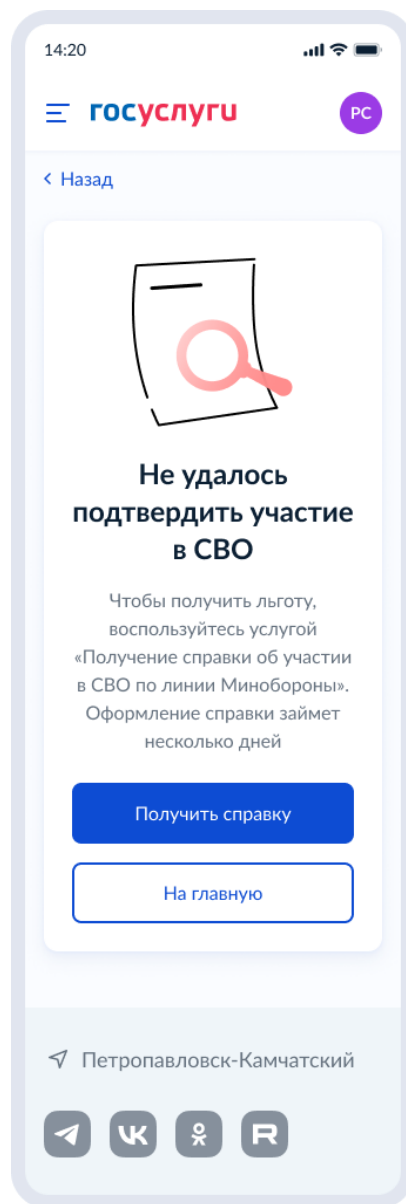 14:20
госуслуги
РС
Назад
Не удалось
подтвердить участие
в СВО
Чтобы получить льготу,
воспользуйтесь услугой
«Получение справки об участии
в СВО по линии Минобороны».
Оформление справки займет
несколько дней
Получить справку
На главную
Петропавловск-Камчатский